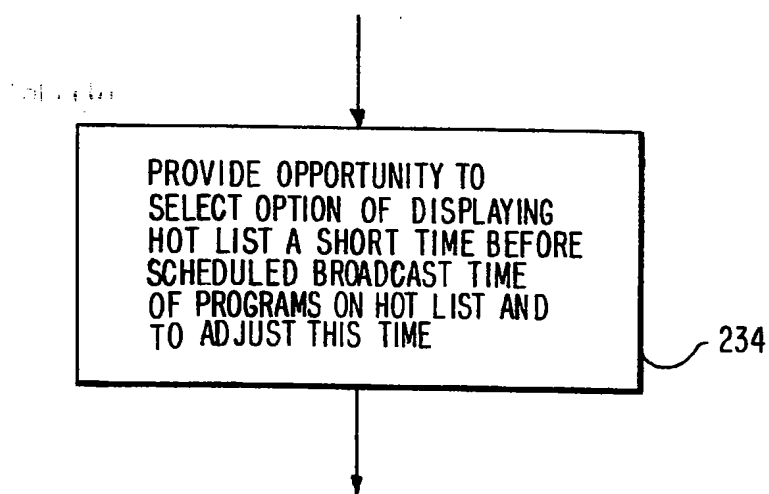 PROVIDE OPPORTUNITY TO
SELECT OPTION OF DISPLAYING
HOT LIST A SHORT TIME BEFORE
SCHEDULED BROADCAST TIME
OF PROGRAMS ON HOT LIST AND
TO ADJUST THIS TIME
234